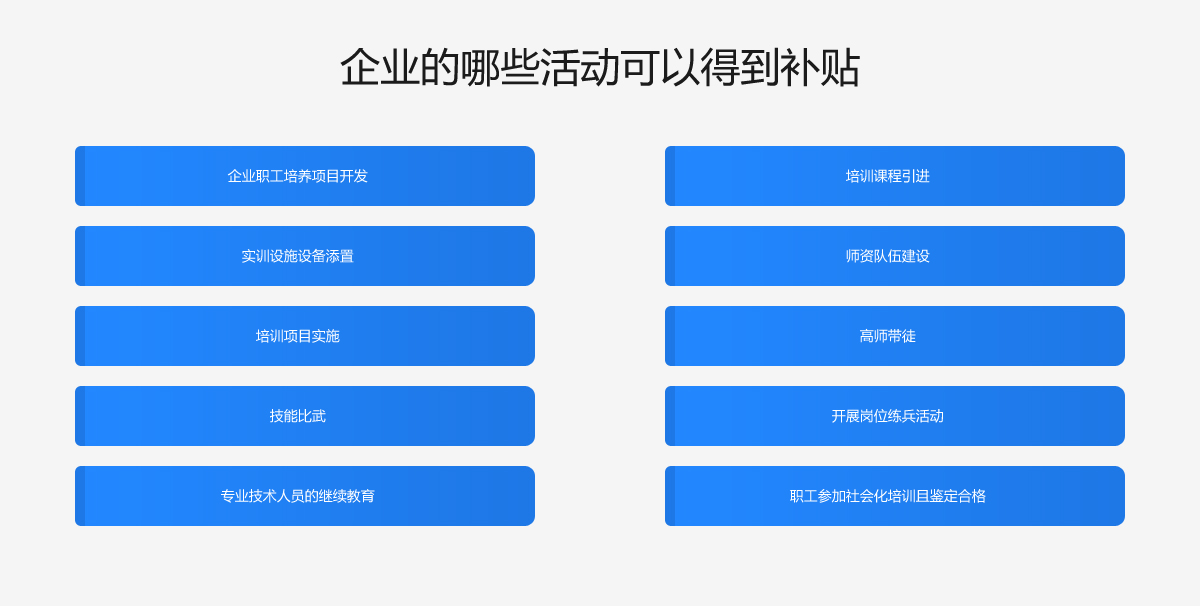 企业的哪些活动可以得到补贴
企业职工培养项目开发
培训课程引进
实训设施设备添置
师资队伍建设
培训项目实施
高师带徒
技能比武
开展岗位练兵活动
专业技术人员的继续教育
职工参加社会化培训且鉴定合格